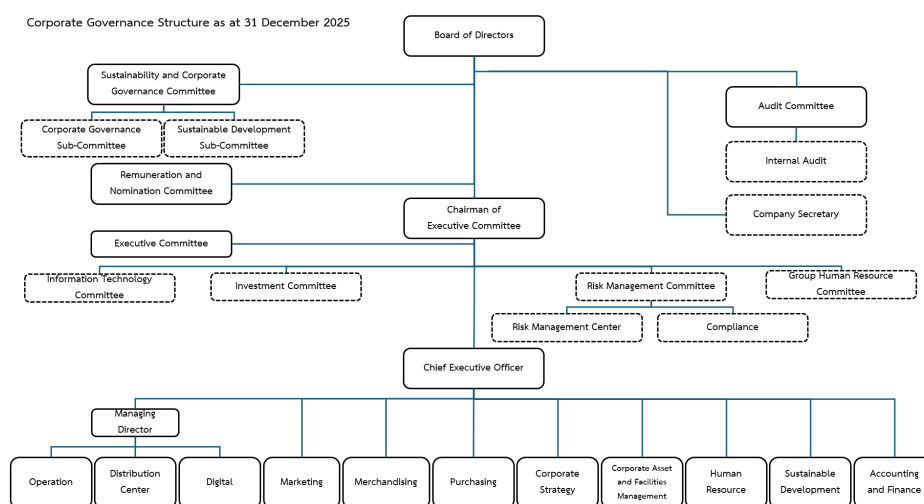 Corporate Governance Structure as at 31 December 2025
Board of Directors
Sustainability and Corporate
Governance Committee
Audit Committee
Corporate Governance
Sub-Committee
Sustainable Development
Sub-Committee
Internal Audit
Remuneration and
Nomination Committee
Company Secretary
Chairman of
Executive Committee
Executive Committee
Information Technology
Committee
Investment Committee
Risk Management Committee
Group Human Resource
Committee
Risk Management Center
Compliance
Chief Executive Officer
Managing
Director
Operation
Distribution
Center
Digital
Marketing
Merchandising
Purchasing
Corporate
Strategy
Corporate Asset
and Facilities
Management
Human
Resource
Sustainable
Development
Accounting
and Finance